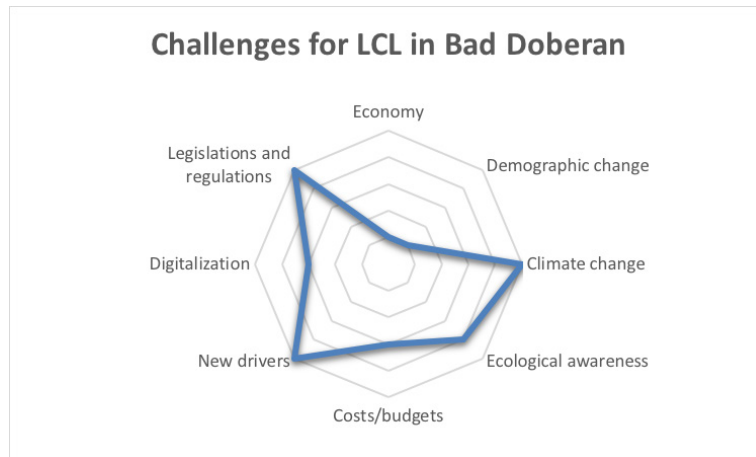 Challenges for LCL in Bad Doberan
Economy
Legislations and
regulations
Demographic change
Digitalization
Climate change
New drivers
Ecological awareness
Costs/budgets